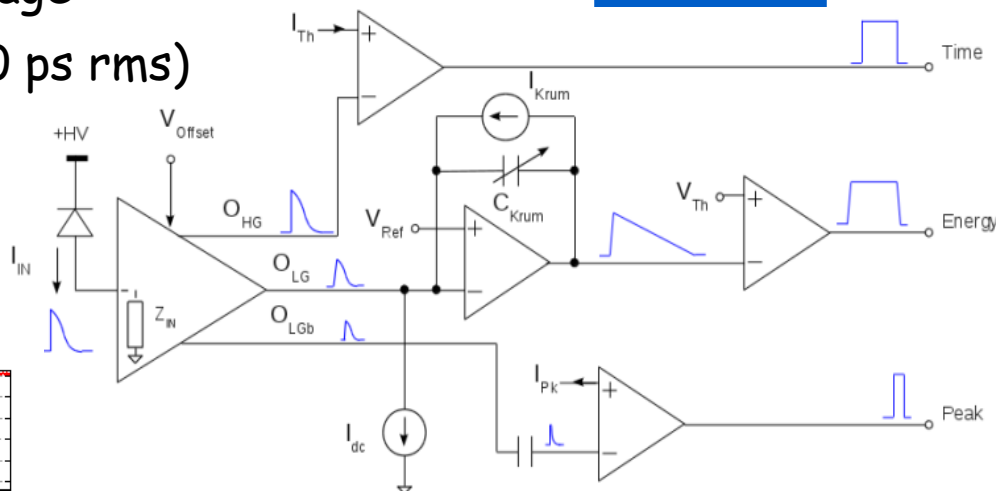 0 ps rms)
I Th
+
−
Time
I Krum
+HV
V Offset
C Krum
O HG
V Ref
+
−
V Th
+
−
Energy
I IN
O LG
Z IN
O LGb
I dc
I Pk
+
−
Peak